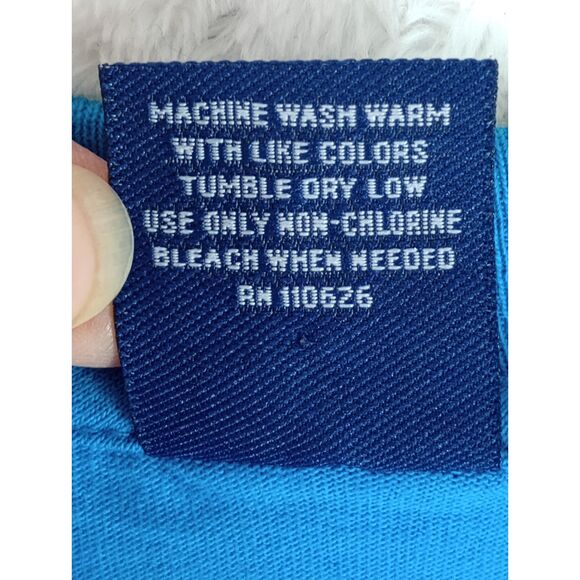 MACHINE WASH WARM
WITH LIKE COLORS
TUMBLE DRY LOW
USE ONLY NON-CHLORINE
BLEACH WHEN NEEDED
RN 110626